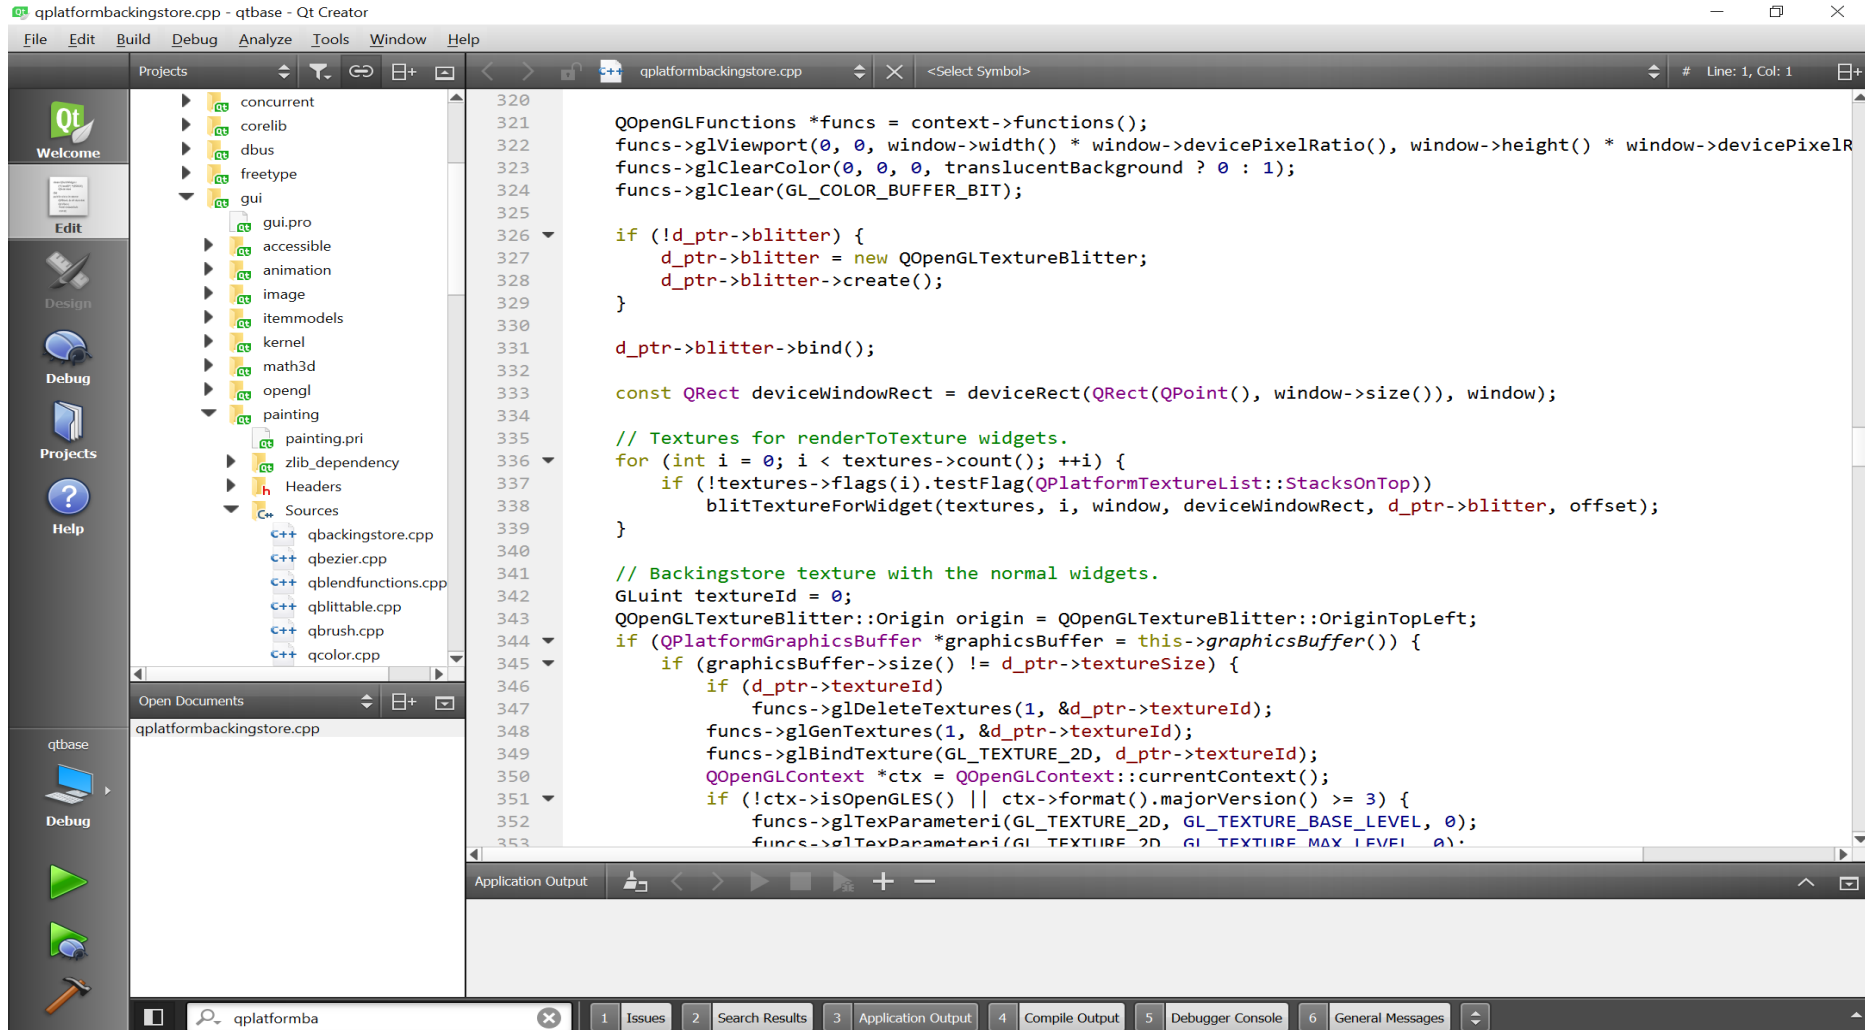 qplatformbackingstore.cpp - qtbase - Qt Creator
File Edit Build Debug Analyze Tools Window Help
Projects
qplatformbackingstore.cpp
<Select Symbol>
# Line: 1, Col: 1
Welcome
Edit
Design
Debug
Projects
Help
qtbase
Debug
concurrent
corelib
dbus
freetype
gui
gui.pro
accessible
animation
image
itemmodels
kernel
math3d
opengl
painting
painting.pri
zlib_dependency
Headers
Sources
qbackingstore.cpp
qbezier.cpp
qblendfunctions.cpp
qblittable.cpp
qbrush.cpp
qcolor.cpp
Open Documents
qplatformbackingstore.cpp
320
321 QOpenGLFunctions *funcs = context->functions();
322 funcs->glViewport(0, 0, window->width() * window->devicePixelRatio(), window->height() * window->devicePixelR
323 funcs->glClearColor(0, 0, 0, translucentBackground ? 0 : 1);
324 funcs->glClear(GL_COLOR_BUFFER_BIT);
325
326 if (!d_ptr->blitter) {
327 d_ptr->blitter = new QOpenGLTextureBlitter;
328 d_ptr->blitter->create();
329 }
330
331 d_ptr->blitter->bind();
332
333 const QRect deviceWindowRect = deviceRect(QRect(QPoint(), window->size()), window);
334
335 // Textures for renderToTexture widgets.
336 for (int i = 0; i < textures->count(); ++i) {
337 if (!textures->flags(i).testFlag(QPlatformTextureList::StacksOnTop))
338 blitTextureForWidget(textures, i, window, deviceWindowRect, d_ptr->blitter, offset);
339 }
340
341 // Backingstore texture with the normal widgets.
342 GLuint textureId = 0;
343 QOpenGLTextureBlitter::Origin origin = QOpenGLTextureBlitter::OriginTopLeft;
344 if (QPlatformGraphicsBuffer *graphicsBuffer = this->graphicsBuffer()) {
345 if (graphicsBuffer->size() != d_ptr->textureSize) {
346 if (d_ptr->textureId)
347 funcs->glDeleteTextures(1, &d_ptr->textureId);
348 funcs->glGenTextures(1, &d_ptr->textureId);
349 funcs->glBindTexture(GL_TEXTURE_2D, d_ptr->textureId);
350 QOpenGLContext *ctx = QOpenGLContext::currentContext();
351 if (!ctx->isOpenGLES() || ctx->format().majorVersion() >= 3) {
352 funcs->glTexParameteri(GL_TEXTURE_2D, GL_TEXTURE_BASE_LEVEL, 0);
353 funcs->glTexParameteri(GL_TEXTURE_2D, GL_TEXTURE_MAX_LEVEL, 0);
Application Output
qplatformba
1 Issues 2 Search Results 3 Application Output 4 Compile Output 5 Debugger Console 6 General Messages